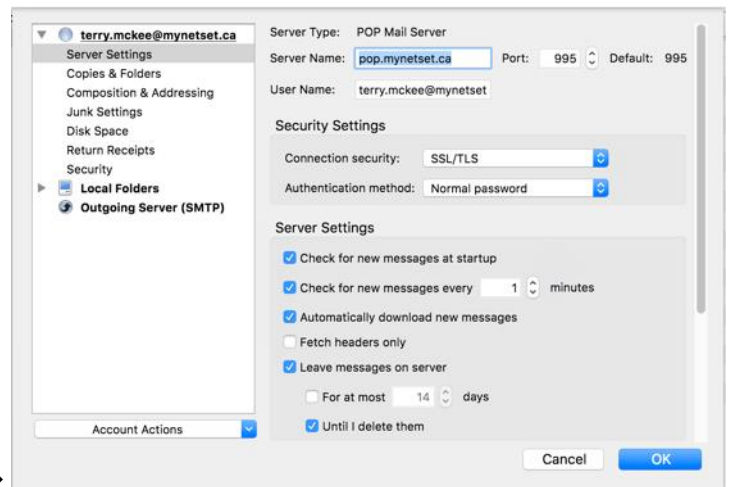 terry.mckee@mynetset.ca
Server Settings
Copies & Folders
Composition & Addressing
Junk Settings
Disk Space
Return Receipts
Security
Local Folders
Outgoing Server (SMTP)
Account Actions
Server Type: POP Mail Server
Server Name: pop.mynetset.ca Port: 995 Default: 995
User Name: terry.mckee@mynetset
Security Settings
Connection security: SSL/TLS
Authentication method: Normal password
Server Settings
Check for new messages at startup
Check for new messages every 1 minutes
Automatically download new messages
Fetch headers only
Leave messages on server
For at most 14 days
Until I delete them
Cancel OK